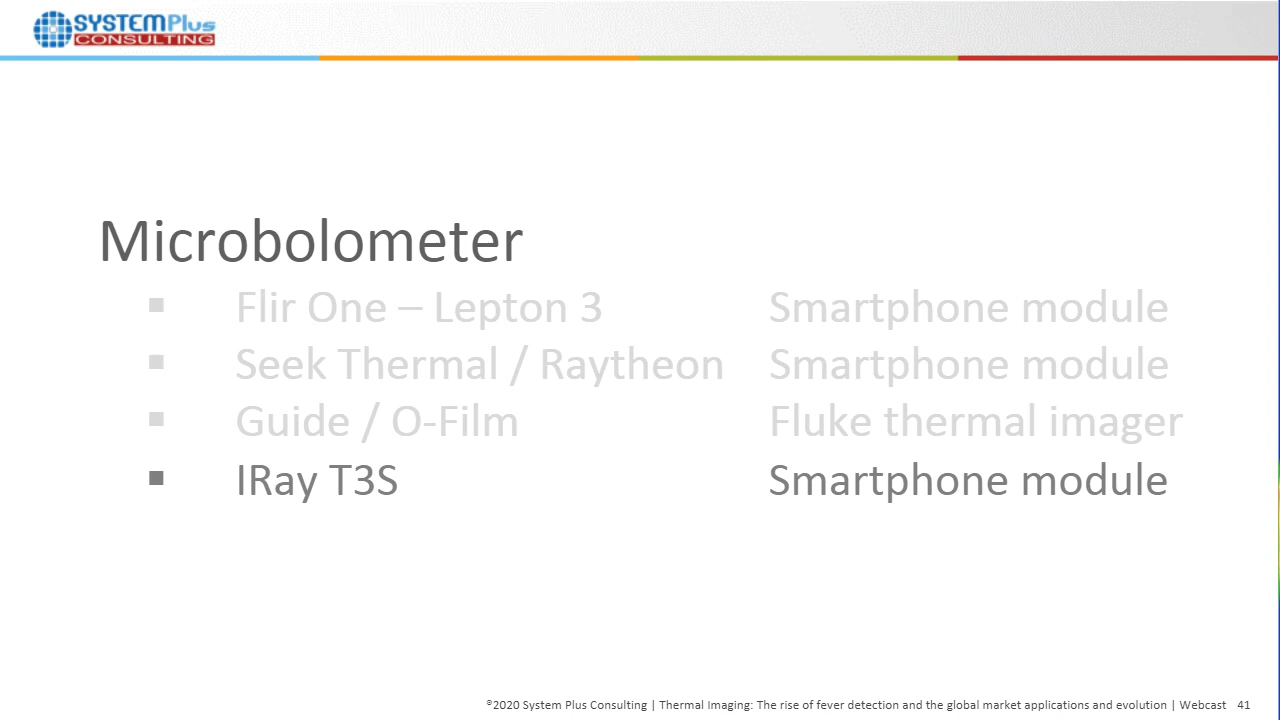 SYSTEMPlus
CONSULTING
Microbolometer
▪ Flir One – Lepton 3 Smartphone module
▪ Seek Thermal / Raytheon Smartphone module
▪ Guide / O-Film Fluke thermal imager
▪ IRay T3S Smartphone module
©2020 System Plus Consulting | Thermal Imaging: The rise of fever detection and the global market applications and evolution | Webcast 41